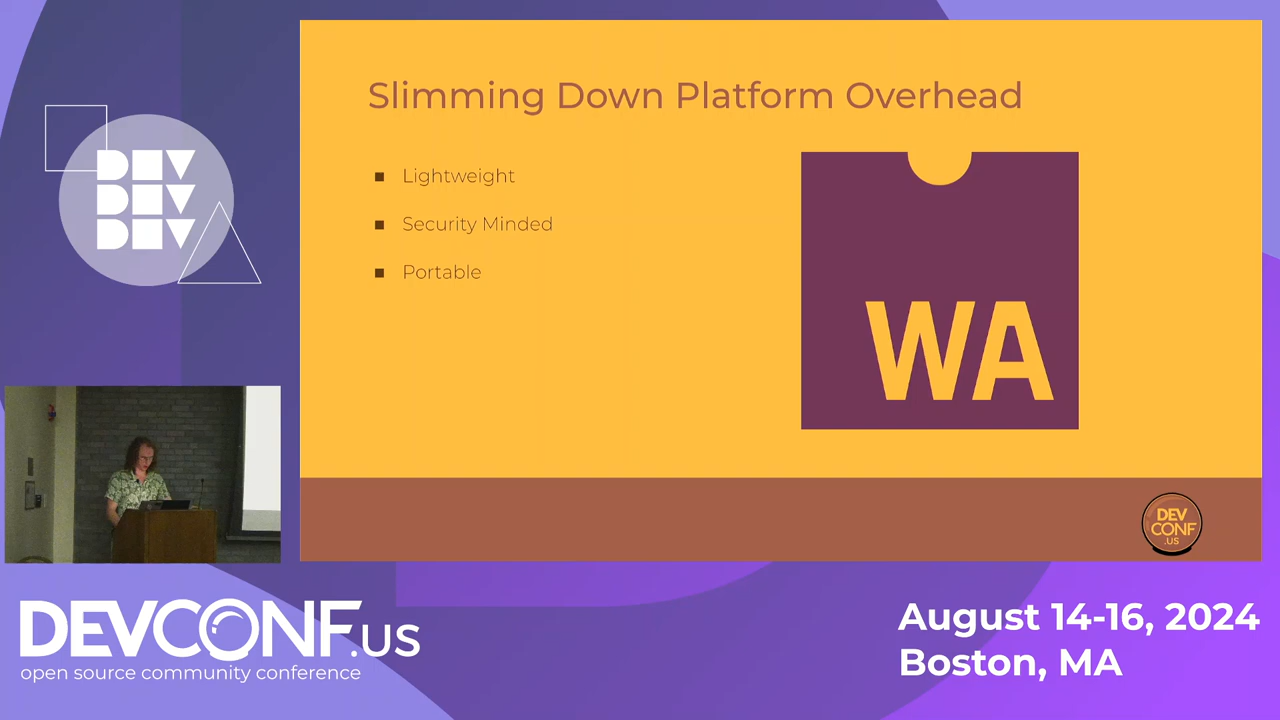 DEV
DEV
DEV
Slimming Down Platform Overhead
Lightweight
Security Minded
Portable
WA
DEV
CONF
.US
DEVCONF.US
open source community conference
August 14-16, 2024
Boston, MA